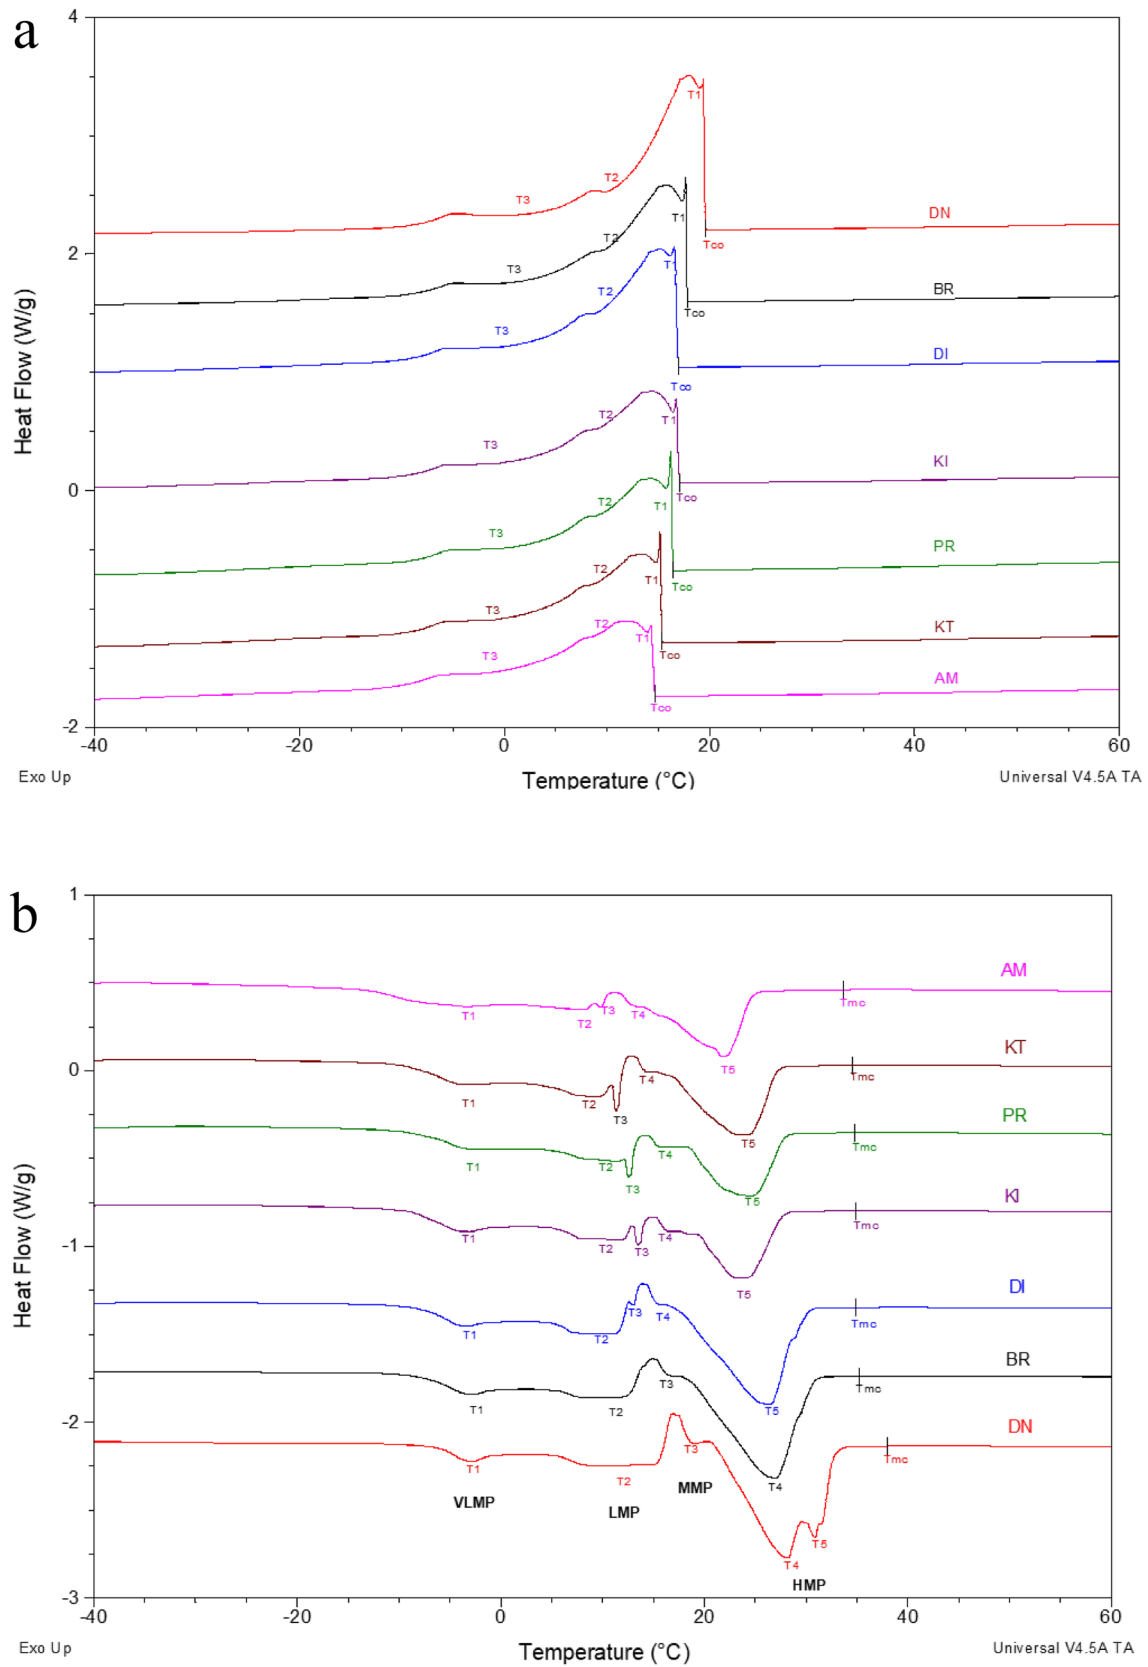 a
4
2
0
-2
Heat Flow (W/g)
T3 T2 T1 Tco DN
T3 T2 T1 Tco BR
T3 T2 T1 Tco DI
T3 T2 T1 Tco KI
T3 T2 T1 Tco PR
T3 T2 T1 Tco KT
T3 T2 T1 Tco AM
-40 -20 0 20 40 60
Exo Up
Temperature (°C)
Universal V4.5A TA
b
1
0
-1
-2
-3
Heat Flow (W/g)
T1 T2 T3 T4 T5 Tmc AM
T1 T2 T3 T4 T5 Tmc KT
T1 T2 T3 T4 T5 Tmc PR
T1 T2 T3 T4 T5 Tmc KI
T1 T2 T3 T4 T5 Tmc DI
T1 T2 T3 T4 Tmc BR
T1 T2 T3 T4 T5 Tmc DN
VLMP LMP MMP HMP
-40 -20 0 20 40 60
Exo Up
Temperature (°C)
Universal V4.5A TA